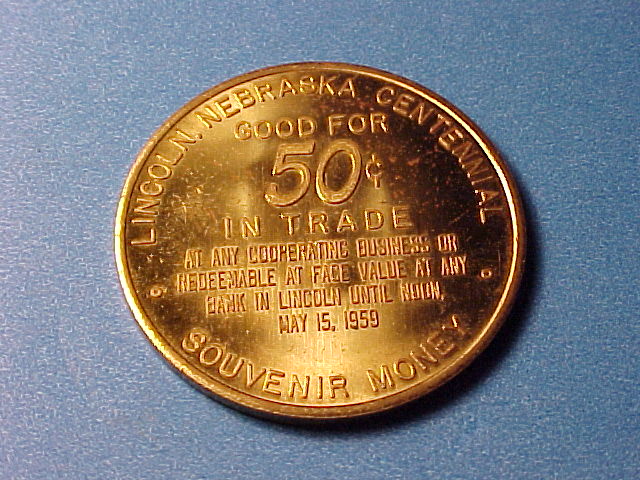 LINCOLN, NEBRASKA CENTENNIAL
GOOD FOR
50¢
IN TRADE
AT ANY COOPERATING BUSINESS OR
REDEEMABLE AT FACE VALUE AT ANY
BANK IN LINCOLN UNTIL NOON,
MAY 15, 1959
SOUVENIR MONEY